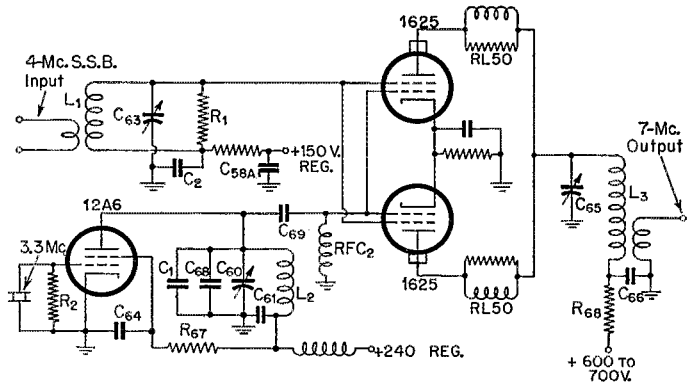 1625
RL50
4-Mc. S.S.B.
Input
L1
C63
R1
C2
C58A
+150 V.
REG.
7-Mc.
Output
L3
C65
12A6
3.3 Mc
R2
C64
C1
C68
C60
C61
L2
C69
RFC2
1625
RL50
R67
+240 REG.
R68
C66
+ 600 TO
700V.